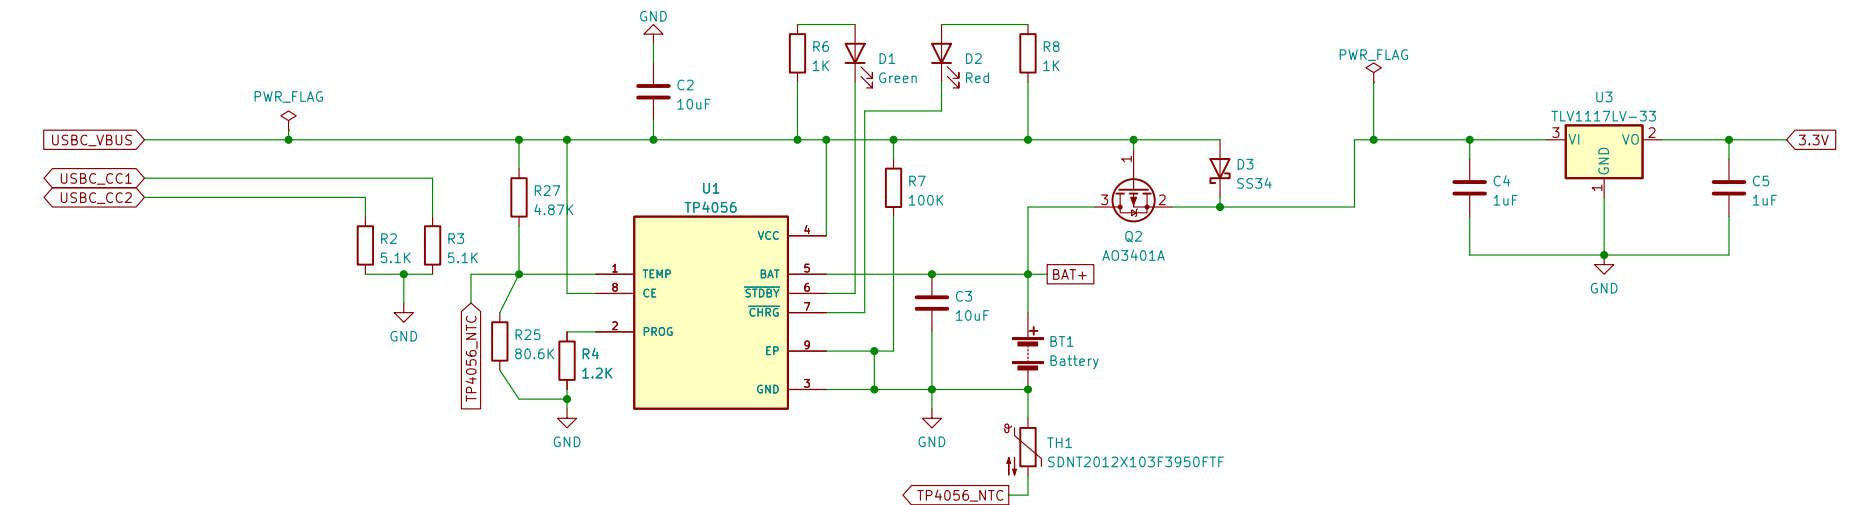 GND
R6
1K
D1
Green
D2
Red
R8
1K
PWR_FLAG
C2
10uF
PWR_FLAG
U3
TLV1117LV-33
3
VI
VO
2
GND
1
USBC_VBUS
3.3V
USBC_CC1
USBC_CC2
R27
4.87K
U1
TP4056
R7
100K
1
3
2
Q2
AO3401A
D3
SS34
C4
1uF
C5
1uF
R2
5.1K
R3
5.1K
GND
VCC
4
1
TEMP
BAT
5
BAT+
8
CE
STDBY
6
CHRG
7
2
PROG
EP
9
GND
3
C3
10uF
GND
TP4056_NTC
R25
80.6K
R4
1.2K
+
BT1
Battery
GND
GND
θ
TH1
SDNT2012X103F3950FTF
TP4056_NTC